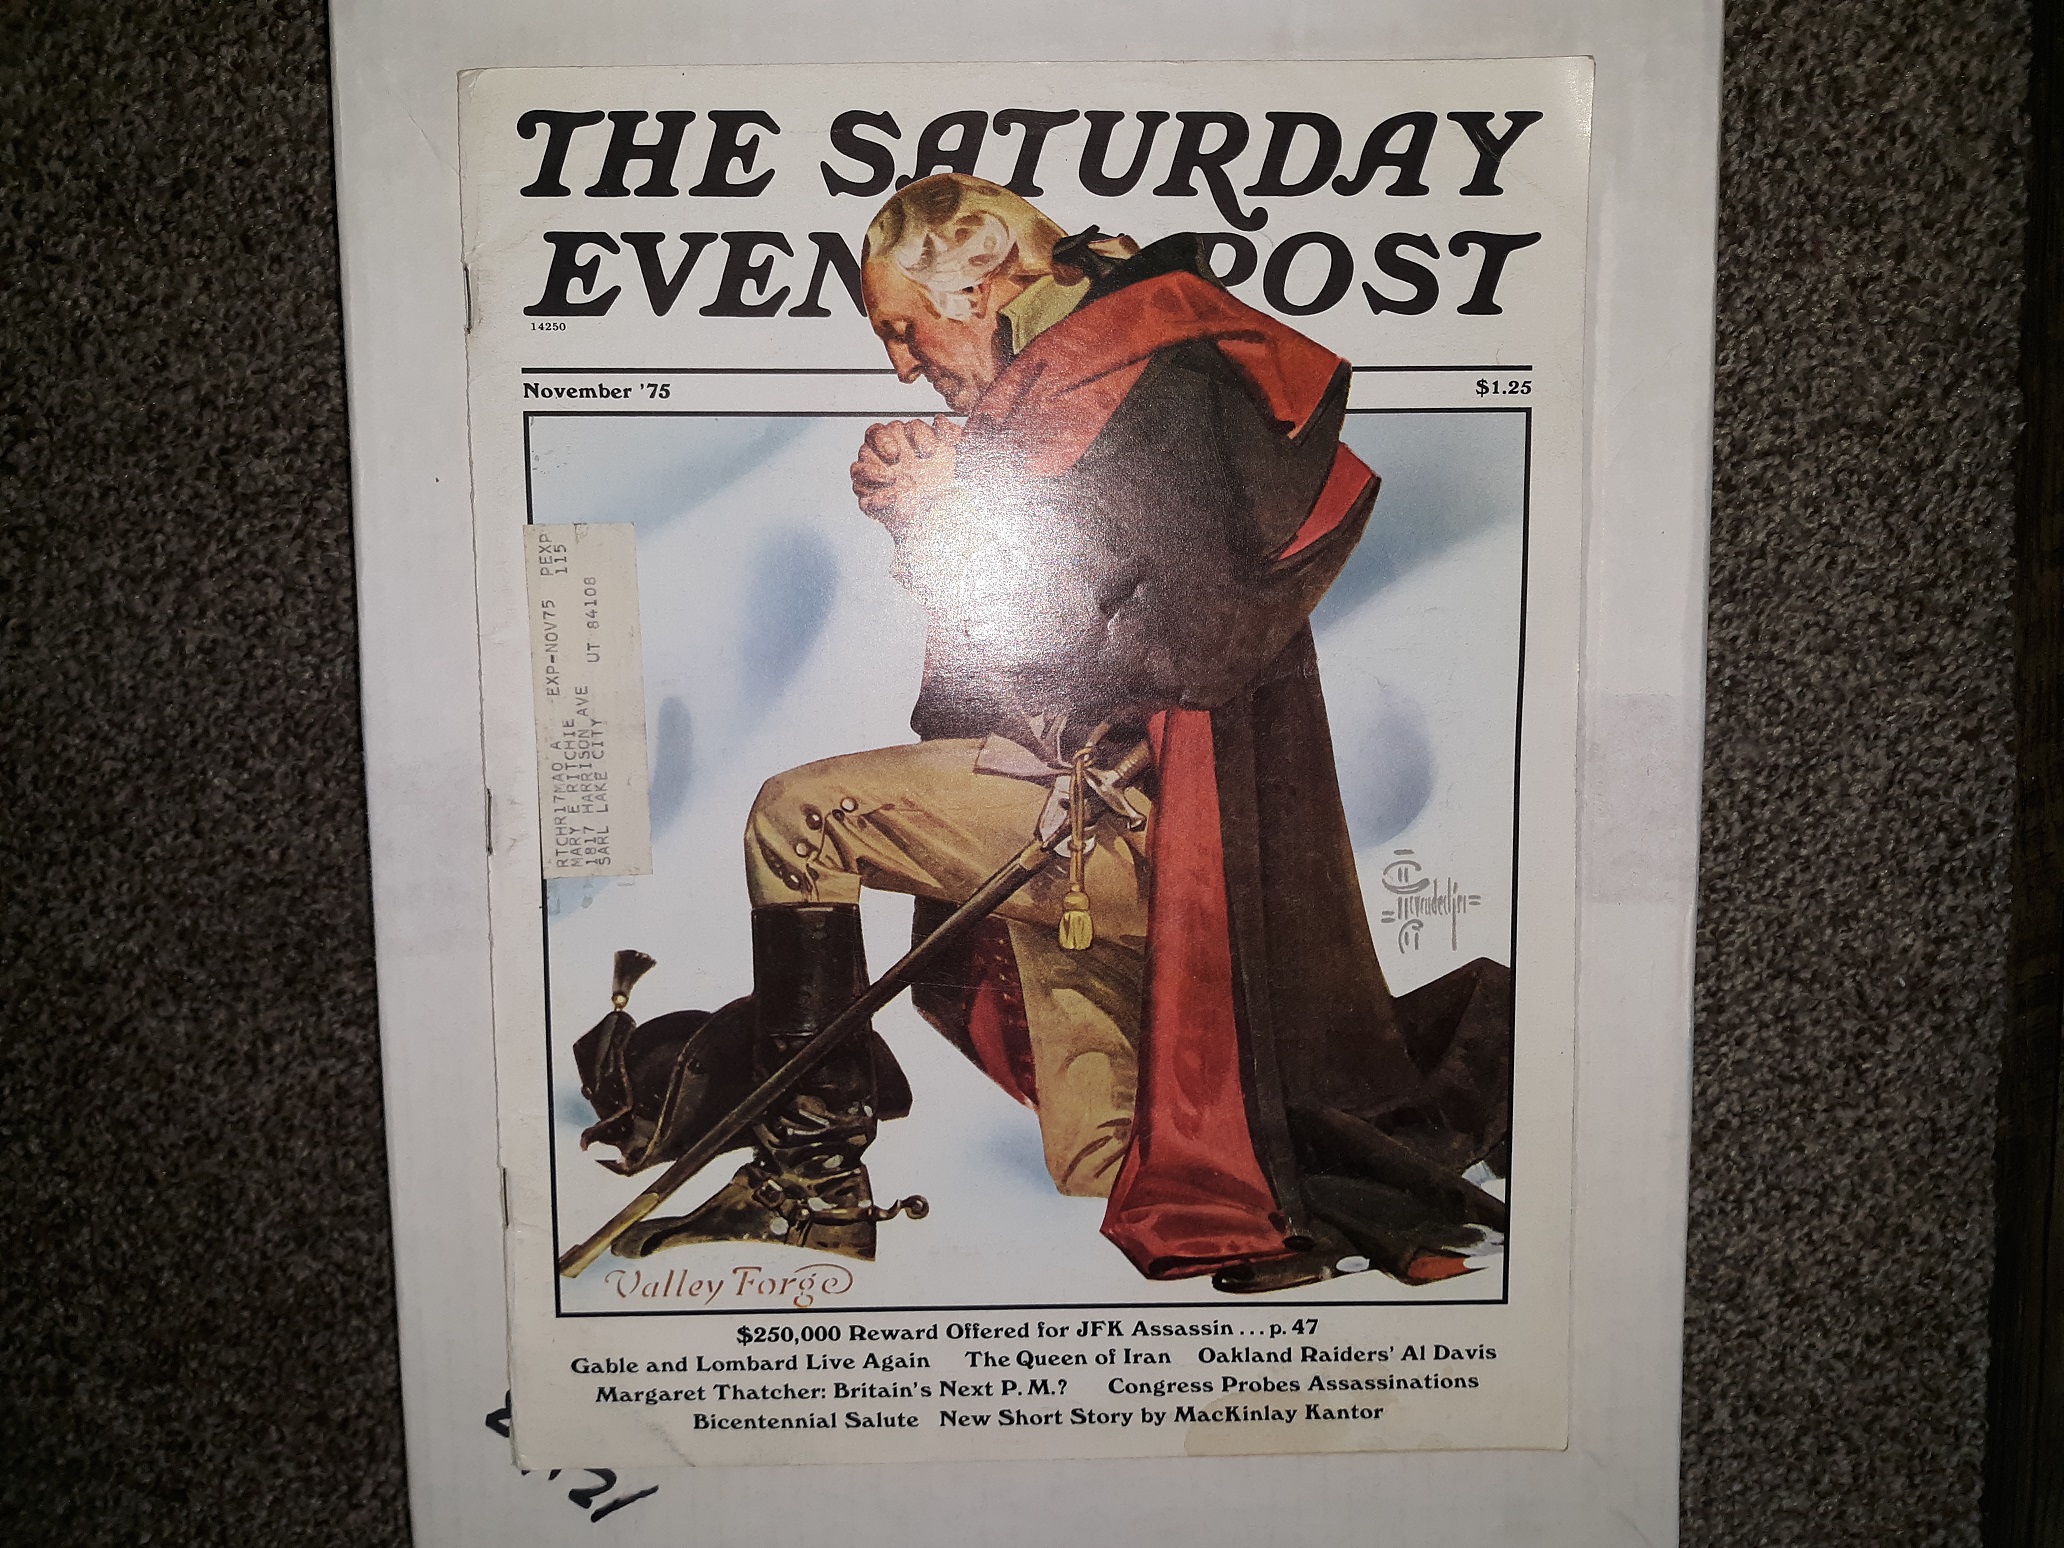 THE SATURDAY
EVEN POST
14250
November '75 $1.25
PEXP
EXP-NOV75 115
RTCHR17MAO A
MARY E RITCHIE
1817 HARRISON AVE
SARL LAKE CITY UT 84108
Valley Forge
$250,000 Reward Offered for JFK Assassin...p. 47
Gable and Lombard Live Again The Queen of Iran Oakland Raiders' Al Davis
Margaret Thatcher: Britain's Next P. M.? Congress Probes Assassinations
Bicentennial Salute New Short Story by MacKinlay Kantor